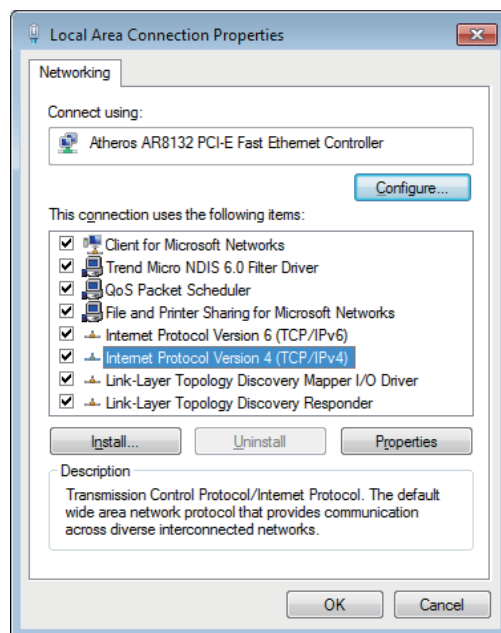 Local Area Connection Properties
Networking
Connect using:
Atheros AR8132 PCI-E Fast Ethernet Controller
Configure...
This connection uses the following items:
Client for Microsoft Networks
Trend Micro NDIS 6.0 Filter Driver
QoS Packet Scheduler
File and Printer Sharing for Microsoft Networks
Internet Protocol Version 6 (TCP/IPv6)
Internet Protocol Version 4 (TCP/IPv4)
Link-Layer Topology Discovery Mapper I/O Driver
Link-Layer Topology Discovery Responder
Install... Uninstall Properties
Description
Transmission Control Protocol/Internet Protocol. The default
wide area network protocol that provides communication
across diverse interconnected networks.
OK Cancel